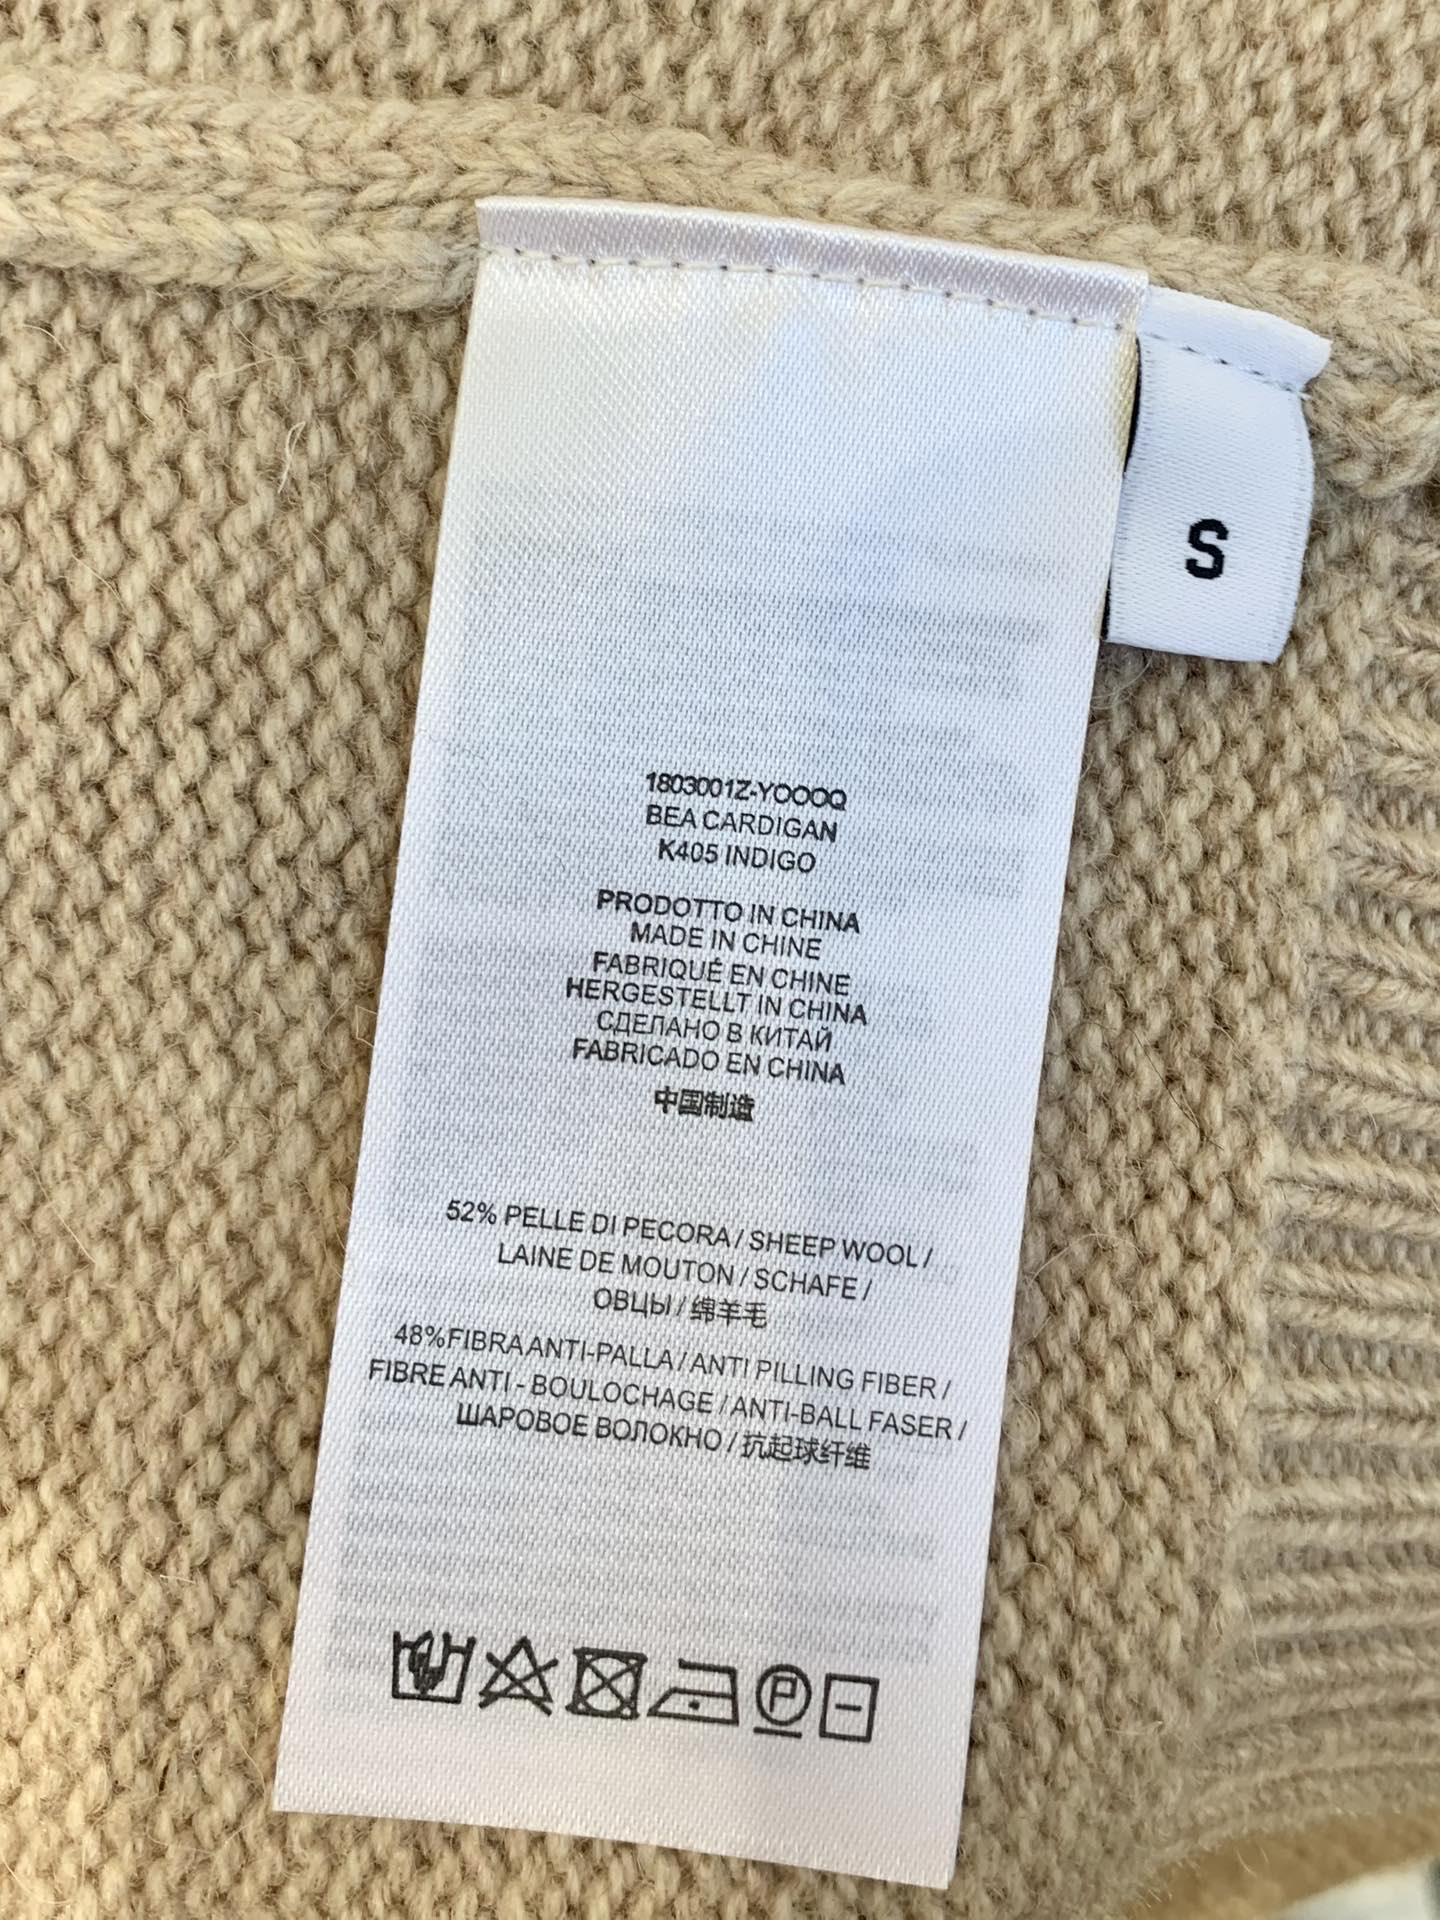 S
1803001Z-YOOOQ
BEA CARDIGAN
K405 INDIGO
PRODOTTO IN CHINA
MADE IN CHINE
FABRIQUÉ EN CHINE
HERGESTELLT IN CHINA
СДЕЛАНО В КИТАЙ
FABRICADO EN CHINA
中国制造
52% PELLE DI PECORA / SHEEP WOOL /
LAINE DE MOUTON / SCHAFE /
ОВЦЫ / 绵羊毛
48%FIBRA ANTI-PALLA / ANTI PILLING FIBER /
FIBRE ANTI - BOULOCHAGE / ANTI-BALL FASER /
ШАРОВОЕ ВОЛОКНО / 抗起球纤维
P